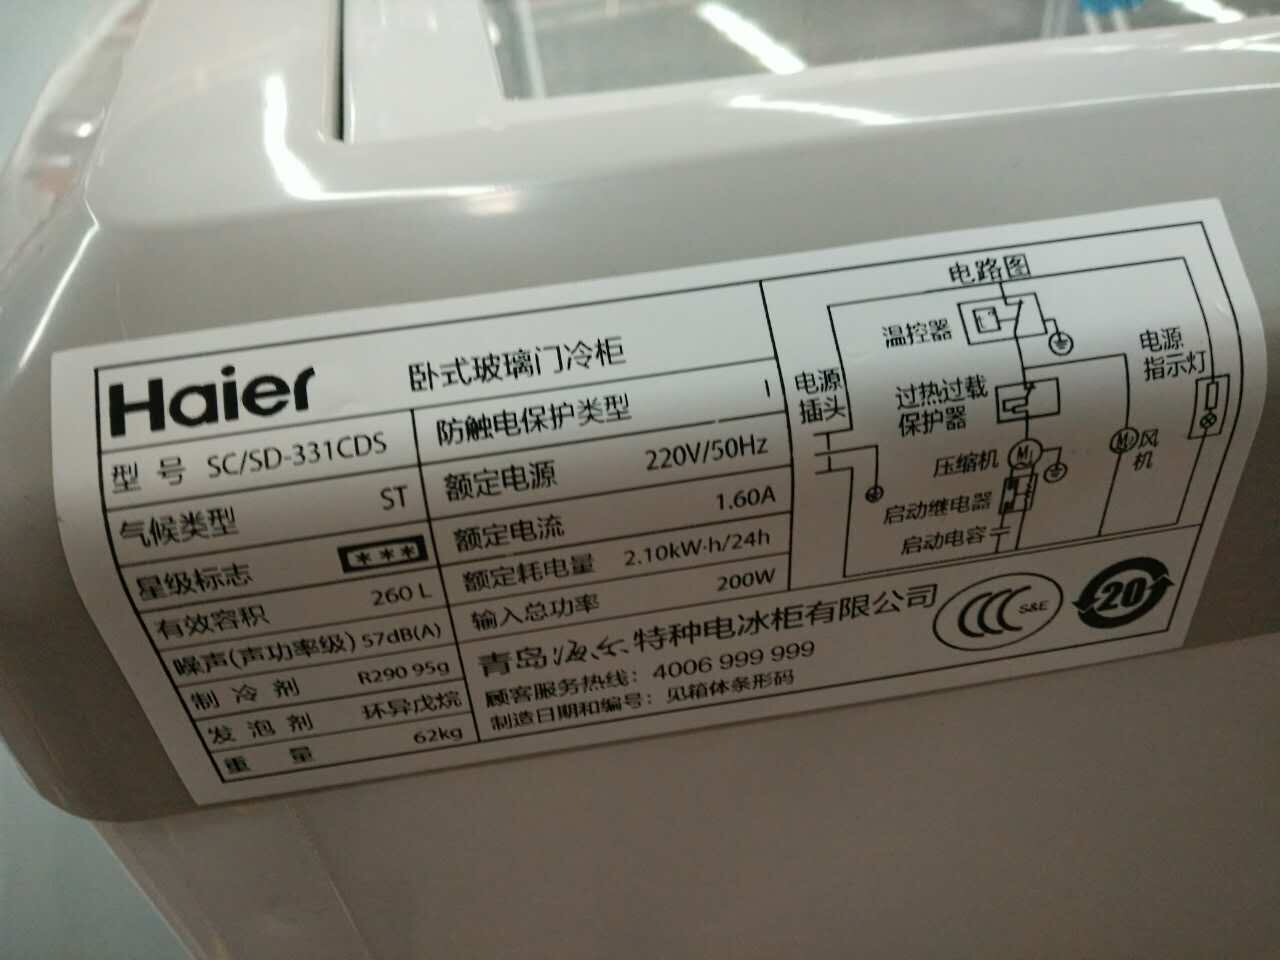 Haier
卧式玻璃门冷柜
型 号 SC/SD-331CDS
气候类型 ST
星级标志 ***
有效容积 260 L
噪声(声功率级) 57dB(A)
制 冷 剂 R290 95g
发 泡 剂 环异戊烷
重 量 62kg
防触电保护类型 I
额定电源 220V/50Hz
额定电流 1.60A
额定耗电量 2.10kW·h/24h
输入总功率 200W
青岛海尔特种电冰柜有限公司
顾客服务热线：4006 999 999
制造日期和编号：见箱体条形码
电路图
温控器
电源
插头
过热过载
保护器
电源
指示灯
压缩机
M
M
风
机
启动继电器
启动电容
CCC S&E
20